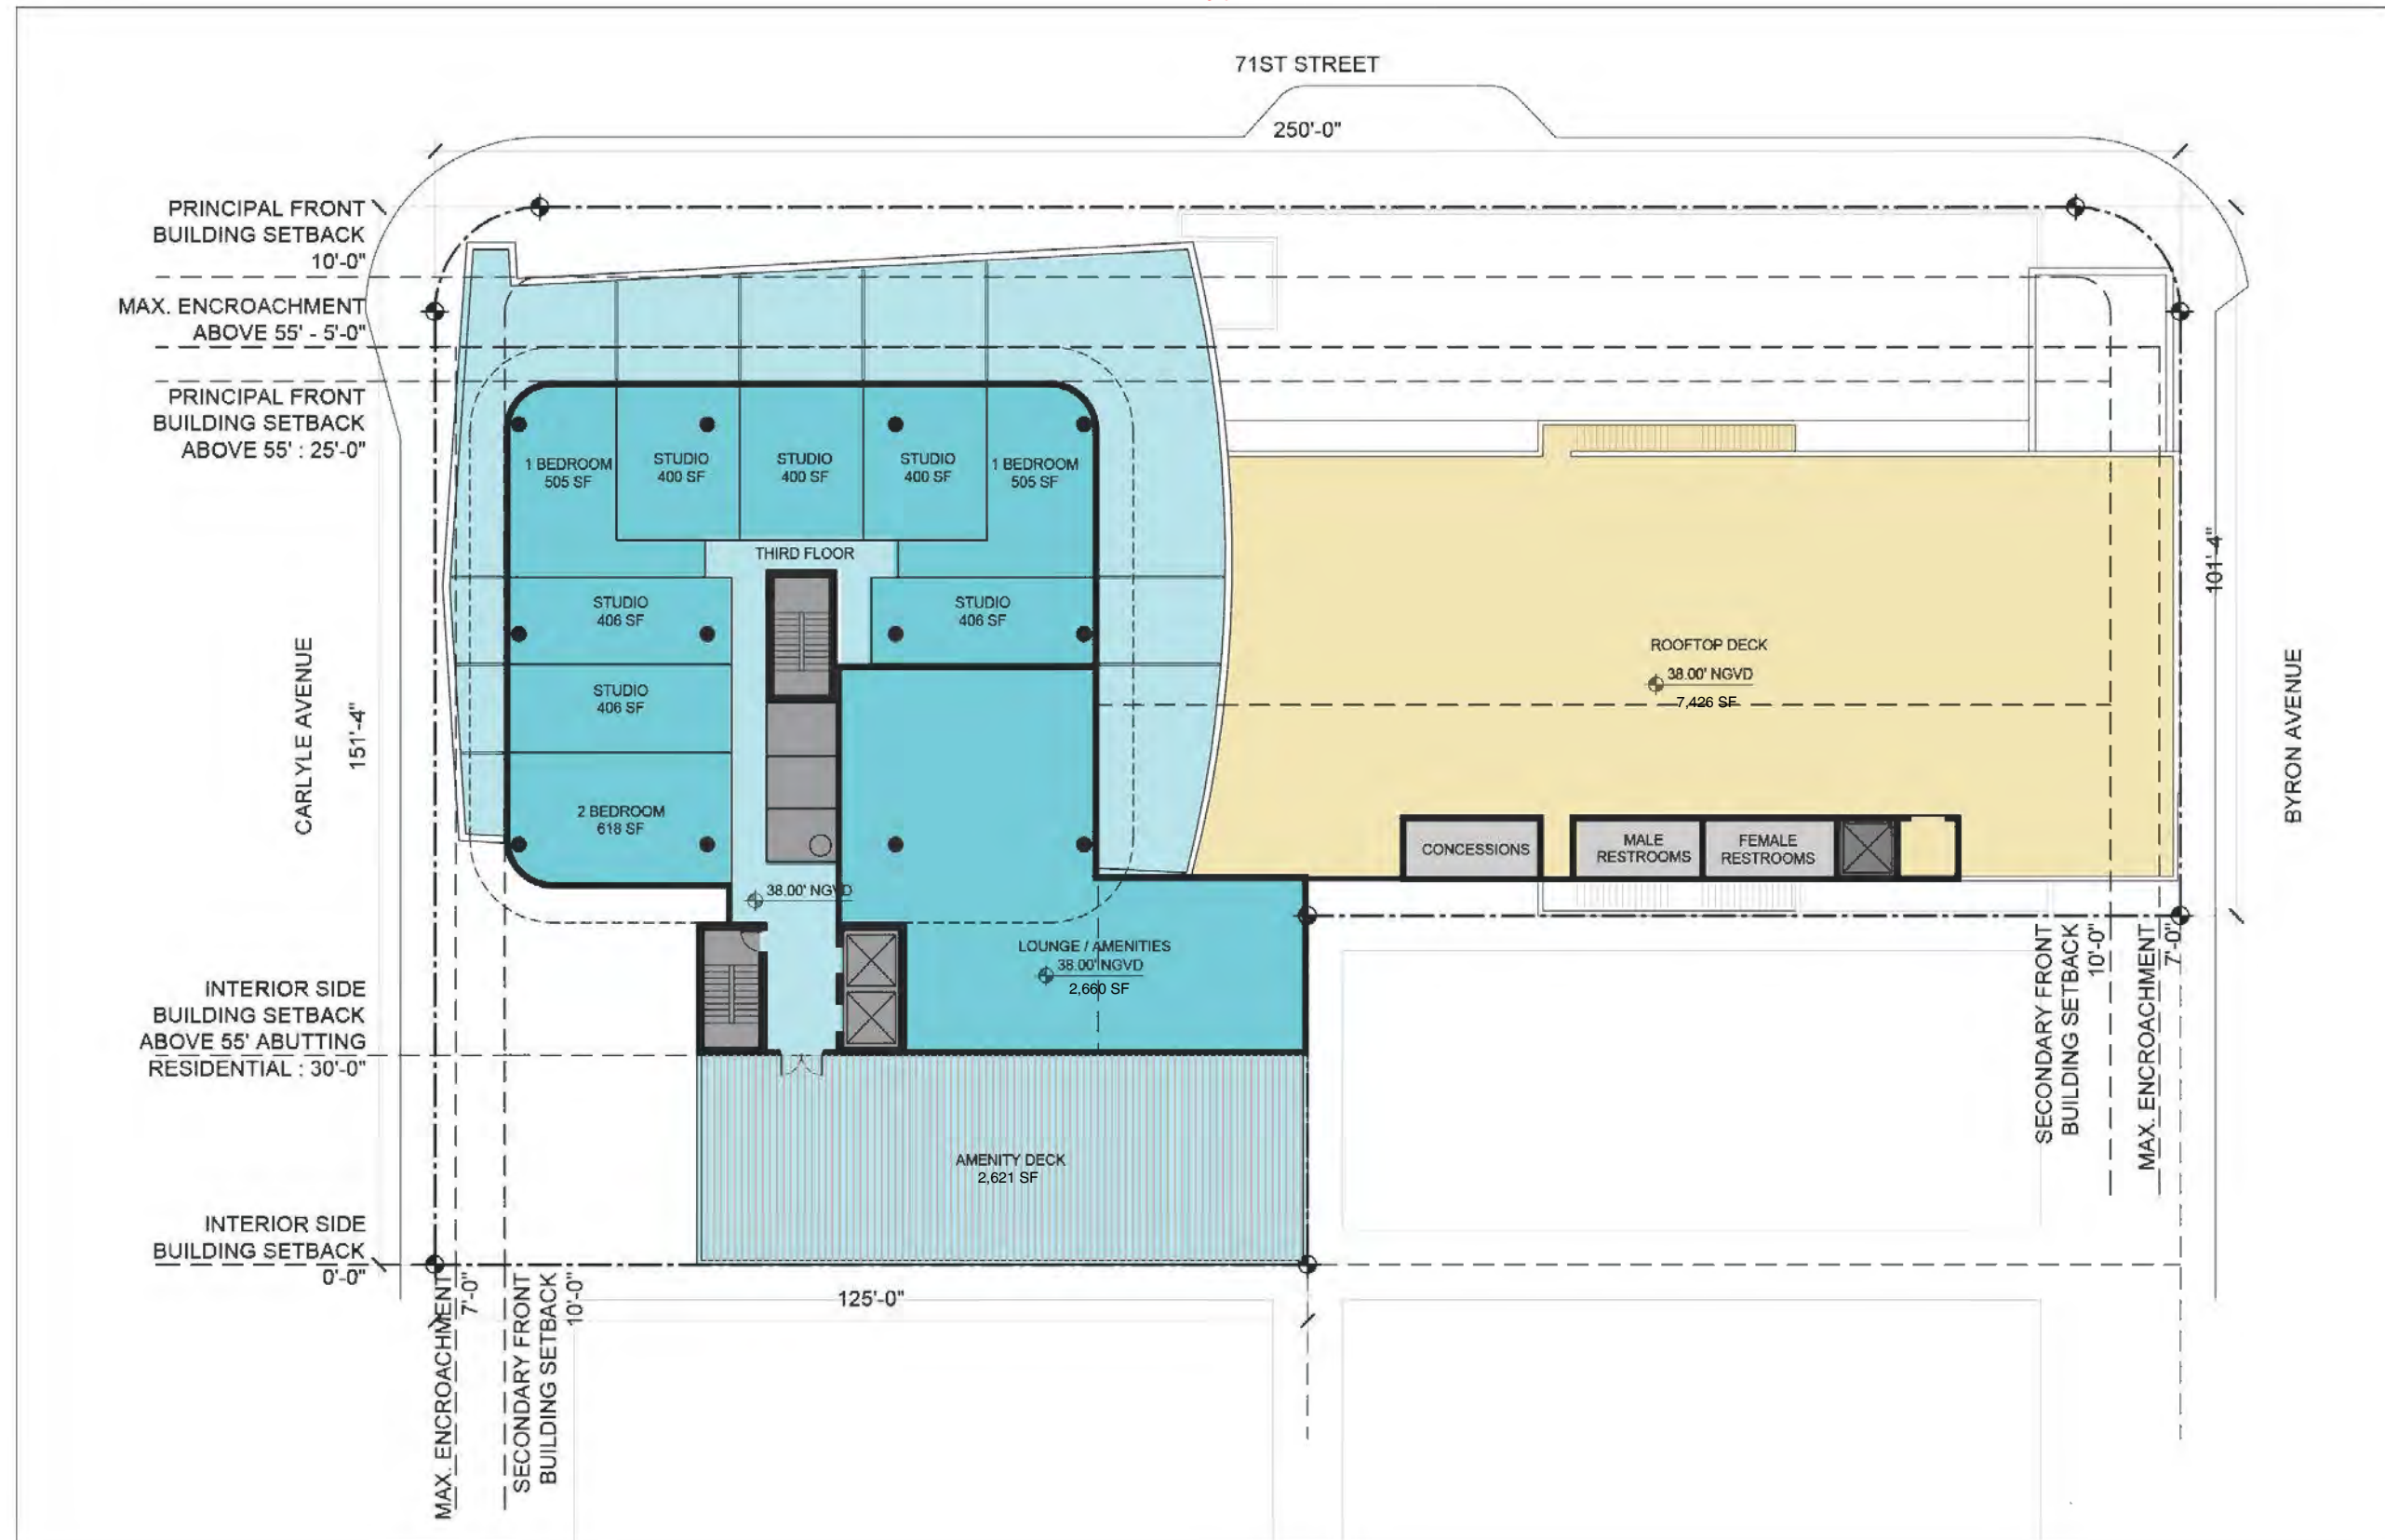 71ST STREET
250'-0"
PRINCIPAL FRONT
BUILDING SETBACK
10'-0"
MAX. ENCROACHMENT
ABOVE 55' - 5'-0"
PRINCIPAL FRONT
BUILDING SETBACK
ABOVE 55' : 25'-0"
1 BEDROOM
505 SF
STUDIO
400 SF
STUDIO
400 SF
STUDIO
400 SF
1 BEDROOM
505 SF
THIRD FLOOR
STUDIO
406 SF
STUDIO
406 SF
STUDIO
406 SF
2 BEDROOM
618 SF
38.00' NGVD
ROOFTOP DECK
38.00' NGVD
7,426 SF
CONCESSIONS
MALE
RESTROOMS
FEMALE
RESTROOMS
LOUNGE / AMENITIES
38.00' NGVD
2,660 SF
AMENITY DECK
2,621 SF
CARLYLE AVENUE
151'-4"
101'-4"
BYRON AVENUE
INTERIOR SIDE
BUILDING SETBACK
ABOVE 55' ABUTTING
RESIDENTIAL : 30'-0"
INTERIOR SIDE
BUILDING SETBACK
0'-0"
125'-0"
MAX. ENCROACHMENT
7'-0"
SECONDARY FRONT
BUILDING SETBACK
10'-0"
SECONDARY FRONT
BUILDING SETBACK
10'-0"
MAX. ENCROACHMENT
7'-0"